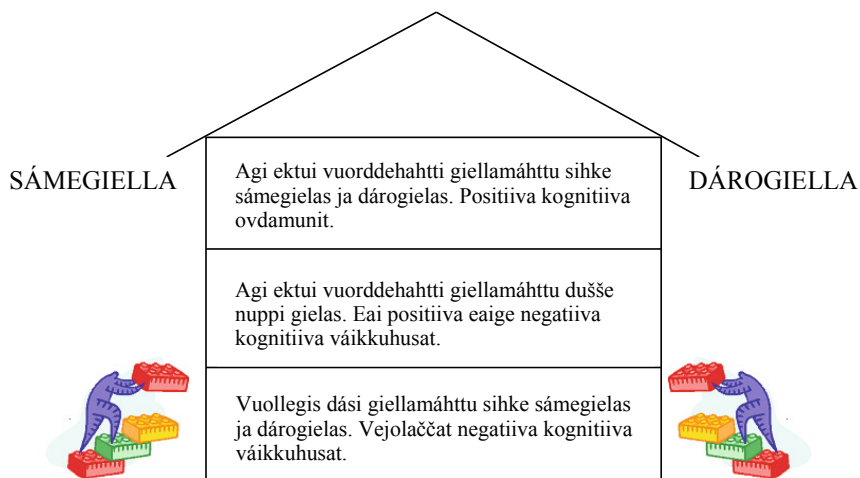 SÁMEGIELLA
DÁROGIELLA
Agi ektui vuorddehahtti giellamáhttu sihke
sámegielas ja dárogielas. Positiiva kognitiiva
ovdamunit.
Agi ektui vuorddehahtti giellamáhttu dušše
nuppi gielas. Eai positiiva eaige negatiiva
kognitiiva váikkuhusat.
Vuollegis dási giellamáhttu sihke sámegielas
ja dárogielas. Vejolaččat negatiiva kognitiiva
váikkuhusat.